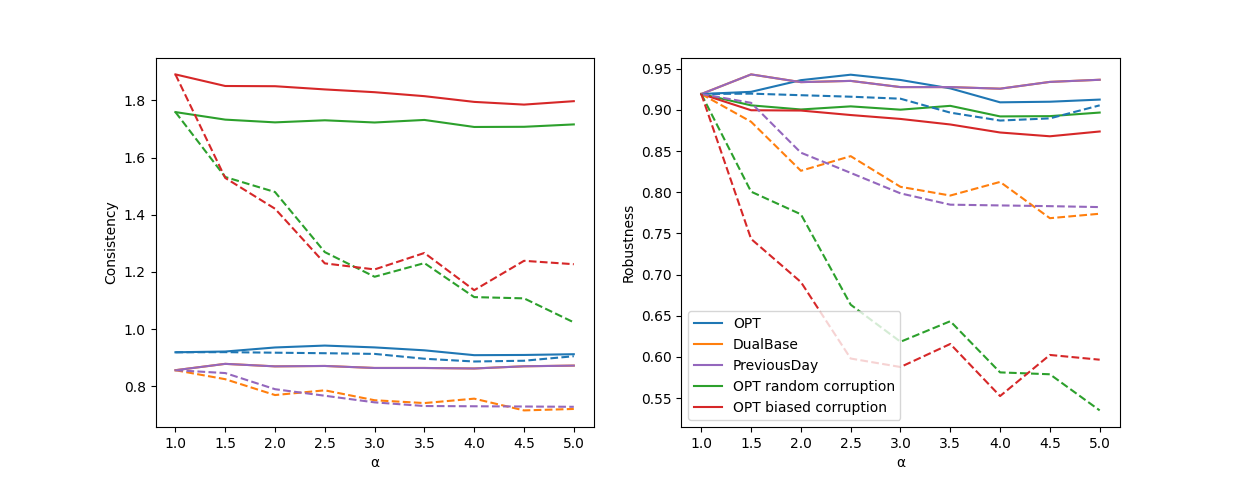 1.8
1.6
1.4
1.2
1.0
0.8
Consistency
1.0 1.5 2.0 2.5 3.0 3.5 4.0 4.5 5.0
α
0.95
0.90
0.85
0.80
0.75
0.70
0.65
0.60
0.55
Robustness
OPT
DualBase
PreviousDay
OPT random corruption
OPT biased corruption
1.0 1.5 2.0 2.5 3.0 3.5 4.0 4.5 5.0
α